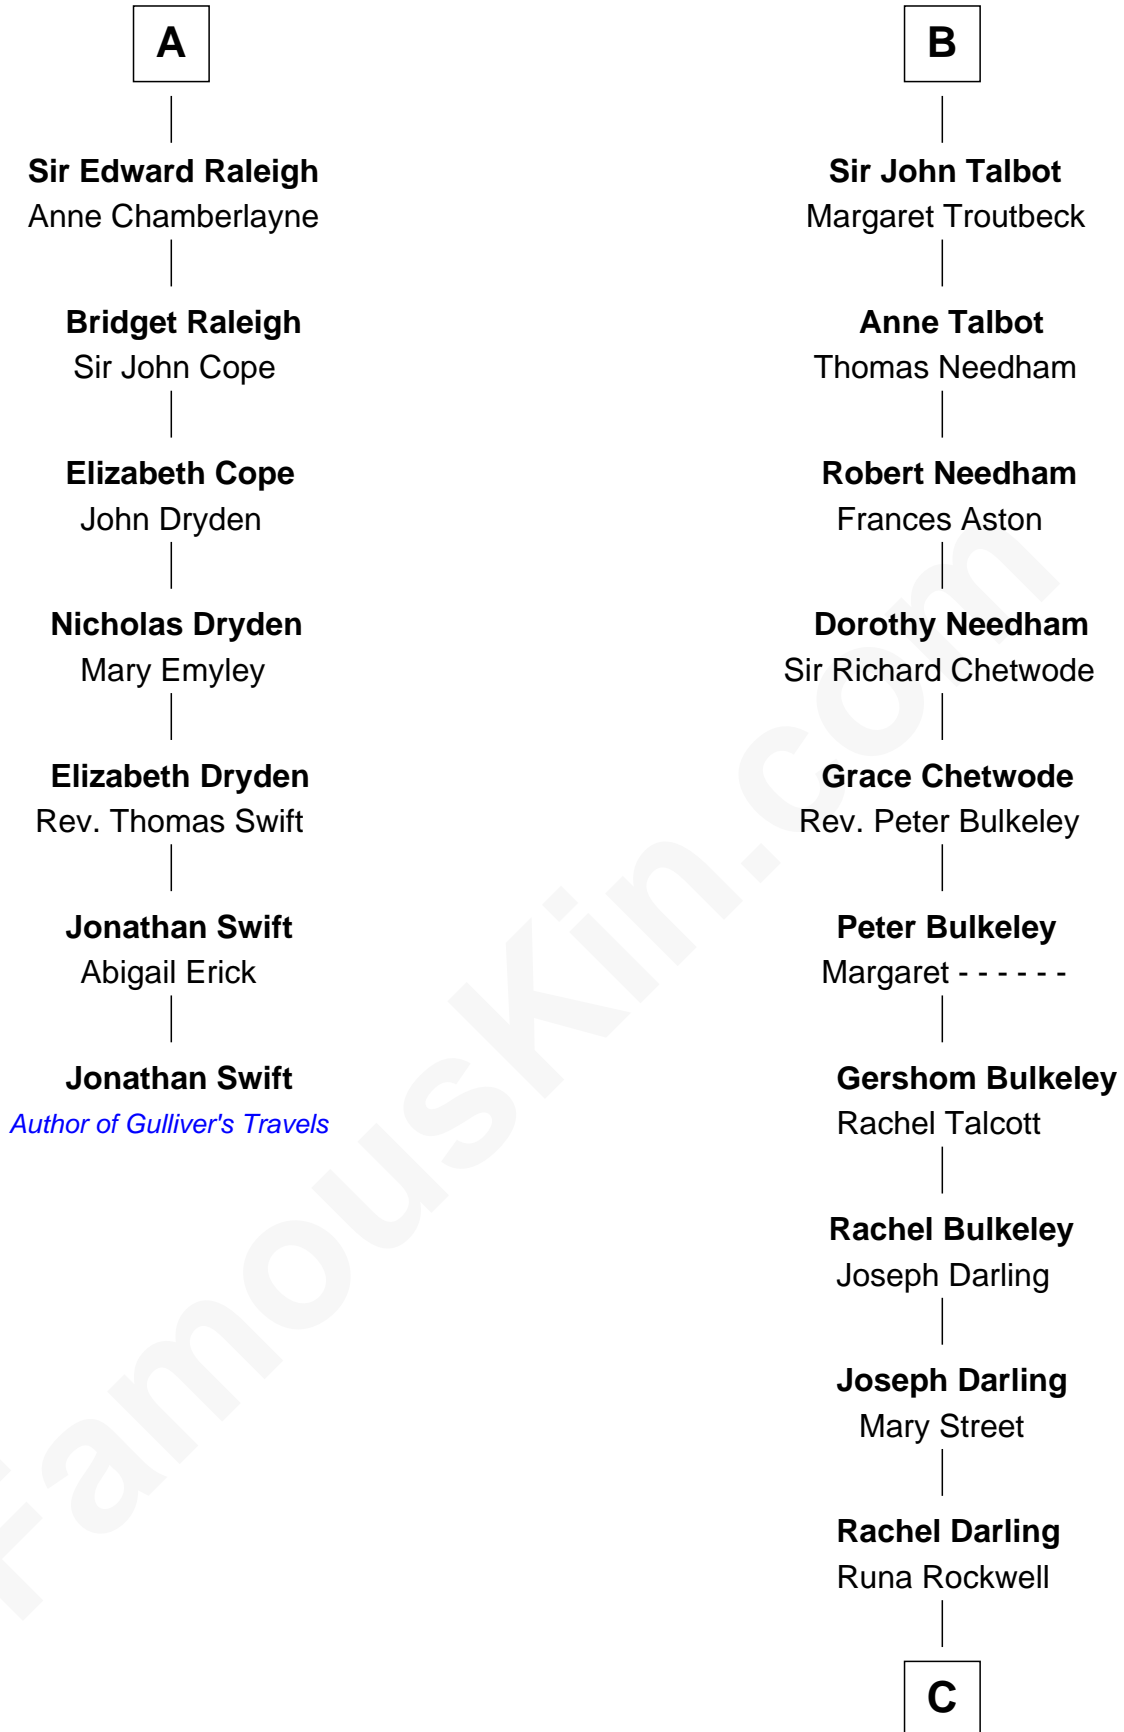 A
Sir Edward Raleigh
Anne Chamberlayne
Bridget Raleigh
Sir John Cope
Elizabeth Cope
John Dryden
Nicholas Dryden
Mary Emyley
Elizabeth Dryden
Rev. Thomas Swift
Jonathan Swift
Abigail Erick
Jonathan Swift
Author of Gulliver's Travels
B
Sir John Talbot
Margaret Troutbeck
Anne Talbot
Thomas Needham
Robert Needham
Frances Aston
Dorothy Needham
Sir Richard Chetwode
Grace Chetwode
Rev. Peter Bulkeley
Peter Bulkeley
Margaret - - - - - -
Gershom Bulkeley
Rachel Talcott
Rachel Bulkeley
Joseph Darling
Joseph Darling
Mary Street
Rachel Darling
Runa Rockwell
C
FamousKin.com